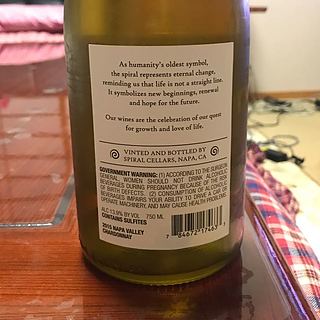 As humanity's oldest symbol,
the spiral represents eternal change,
reminding us that life is not a straight line.
It symbolizes new beginnings, renewal
and hope for the future.
Our wines are the celebration of our quest
for growth and love of life.
VINTED AND BOTTLED BY
SPIRAL CELLARS, NAPA, CA
GOVERNMENT WARNING: (1) ACCORDING TO THE SURGEON
GENERAL, WOMEN SHOULD NOT DRINK ALCOHOLIC
BEVERAGES DURING PREGNANCY BECAUSE OF THE RISK
OF BIRTH DEFECTS. (2) CONSUMPTION OF ALCOHOLIC
BEVERAGES IMPAIRS YOUR ABILITY TO DRIVE A CAR OR
OPERATE MACHINERY, AND MAY CAUSE HEALTH PROBLEMS.
ALC 13.9% BY VOL 750 ML
CONTAINS SULFITES
2015 NAPA VALLEY
CHARDONNAY